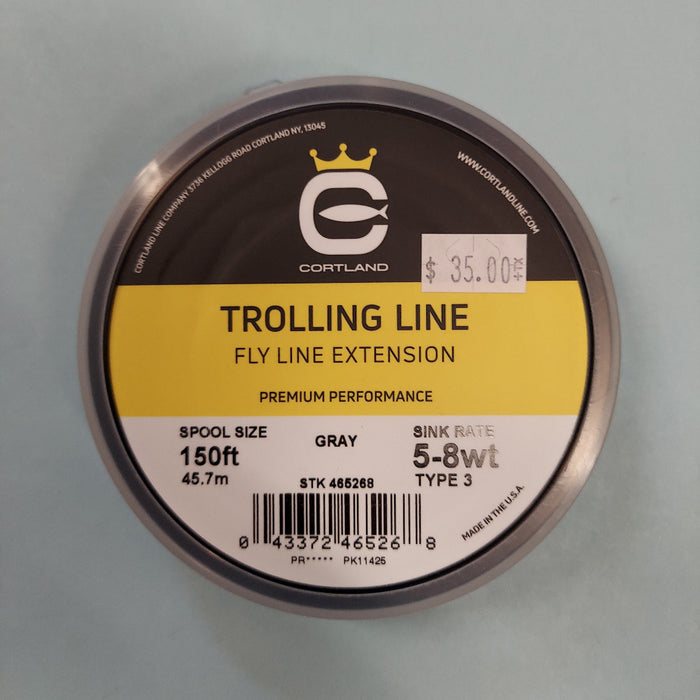 CORTLAND LINE COMPANY 3736 KELLOGG ROAD CORTLAND NY, 13045
WWW.CORTLANDLINE.COM
C
CORTLAND
$ 35.00 +TX
TROLLING LINE
FLY LINE EXTENSION
PREMIUM PERFORMANCE
SPOOL SIZE
150ft
45.7m
GRAY
SINK RATE
5-8wt
TYPE 3
STK 465268
0 43372 46526 8
PR***** PK11425
MADE IN THE U.S.A.